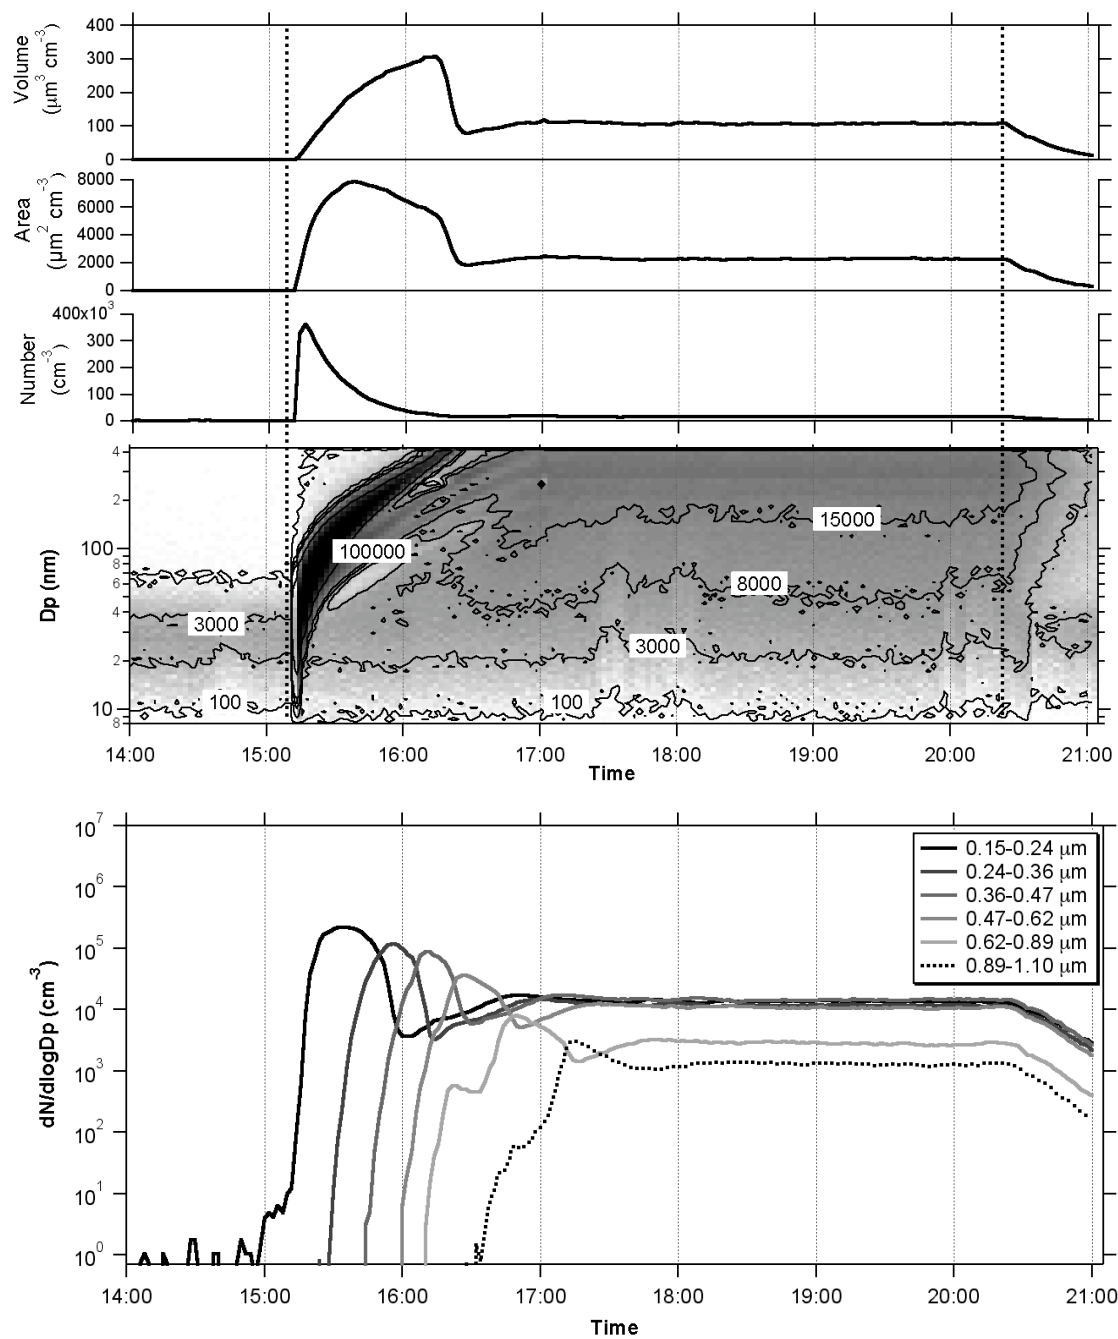 Volume
(μm³ cm⁻³)
400
300
200
100
0
Area
(μm² cm⁻³)
8000
6000
4000
2000
0
Number
(cm⁻³)
400x10³
300
200
100
0
Dp (nm)
4
2
100
8
6
4
2
10
8
100000
15000
8000
3000
3000
100
100
14:00 15:00 16:00 17:00 18:00 19:00 20:00 21:00
Time
dN/dlogDp (cm⁻³)
10⁷
10⁶
10⁵
10⁴
10³
10²
10¹
10⁰
0.15-0.24 μm
0.24-0.36 μm
0.36-0.47 μm
0.47-0.62 μm
0.62-0.89 μm
0.89-1.10 μm
14:00 15:00 16:00 17:00 18:00 19:00 20:00 21:00
Time